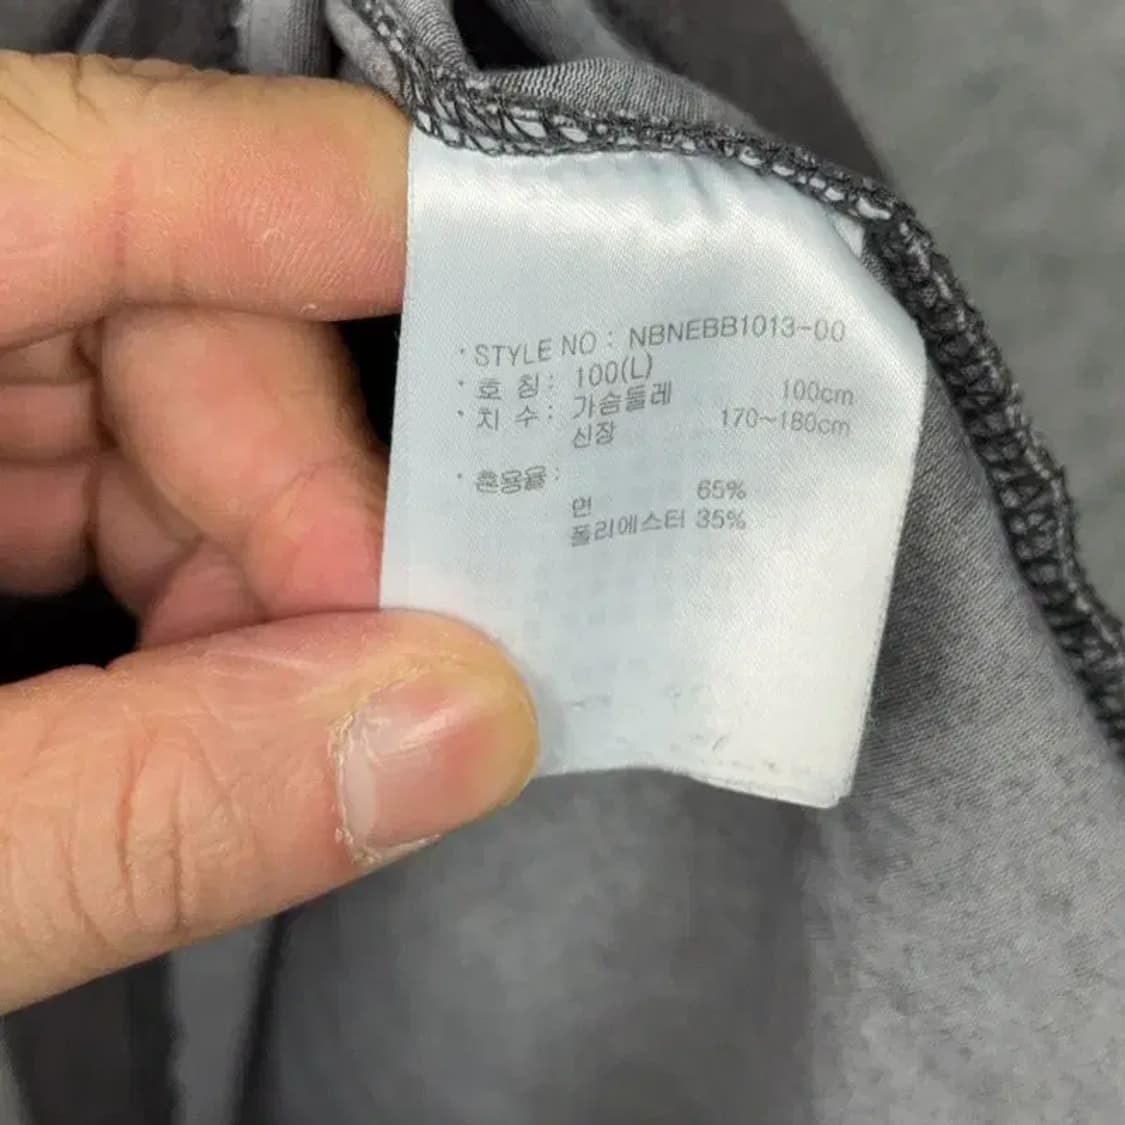 · STYLE NO : NBNEBB1013-00
· 호 칭 : 100(L)
· 치 수 : 가슴둘레 100cm
신장 170~180cm
· 혼용율 :
면 65%
폴리에스터 35%